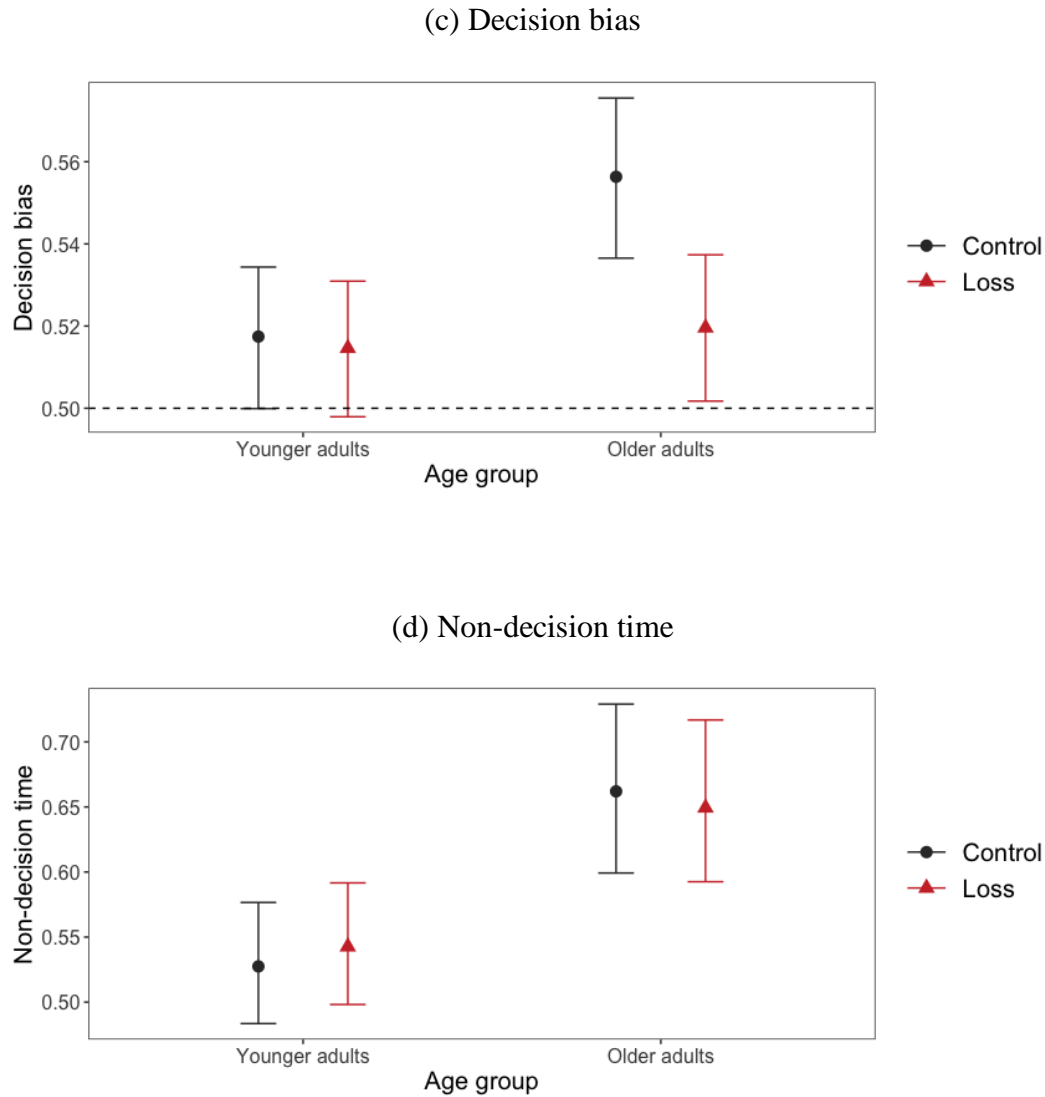 (c) Decision bias
0.56
0.54
0.52
0.50
Decision bias
Younger adults
Older adults
Age group
Control
Loss
(d) Non-decision time
0.70
0.65
0.60
0.55
0.50
Non-decision time
Younger adults
Older adults
Age group
Control
Loss